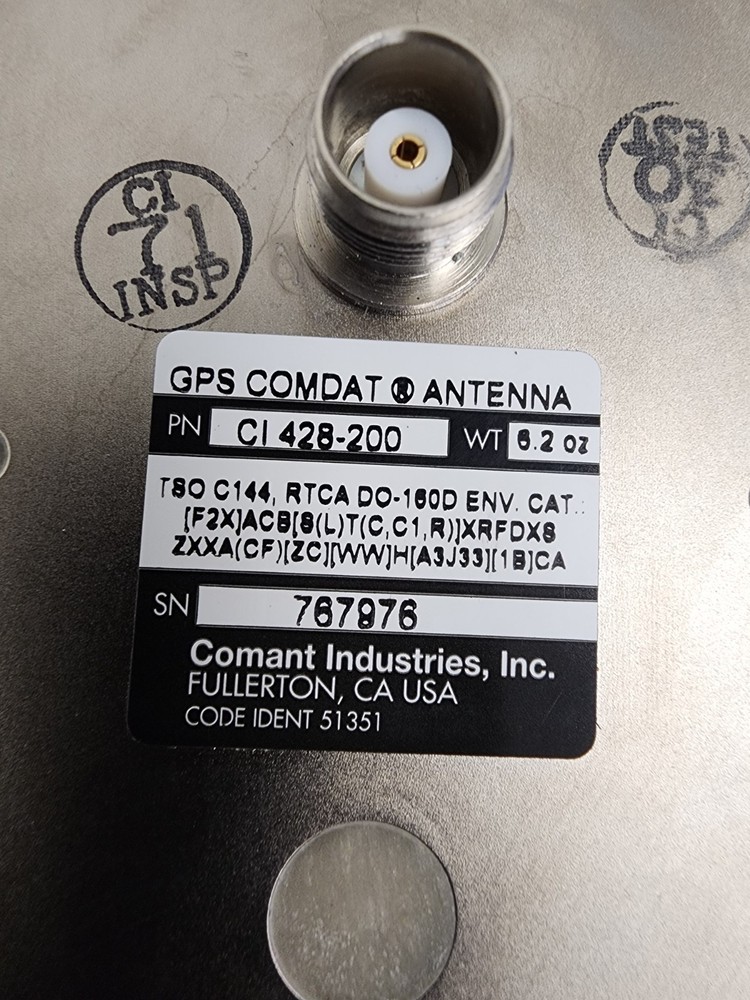 CI
71
INSP
TEST
CI
GPS COMDAT ® ANTENNA
PN CI 428-200 WT 6.2 oz
TSO C144, RTCA DO-160D ENV. CAT.:
[F2X]ACB[S(L)T(C,C1,R)]XRFDXS
ZXXA(CF)[ZC][WW]H[A3J33][1B]CA
SN 767976
Comant Industries, Inc.
FULLERTON, CA USA
CODE IDENT 51351